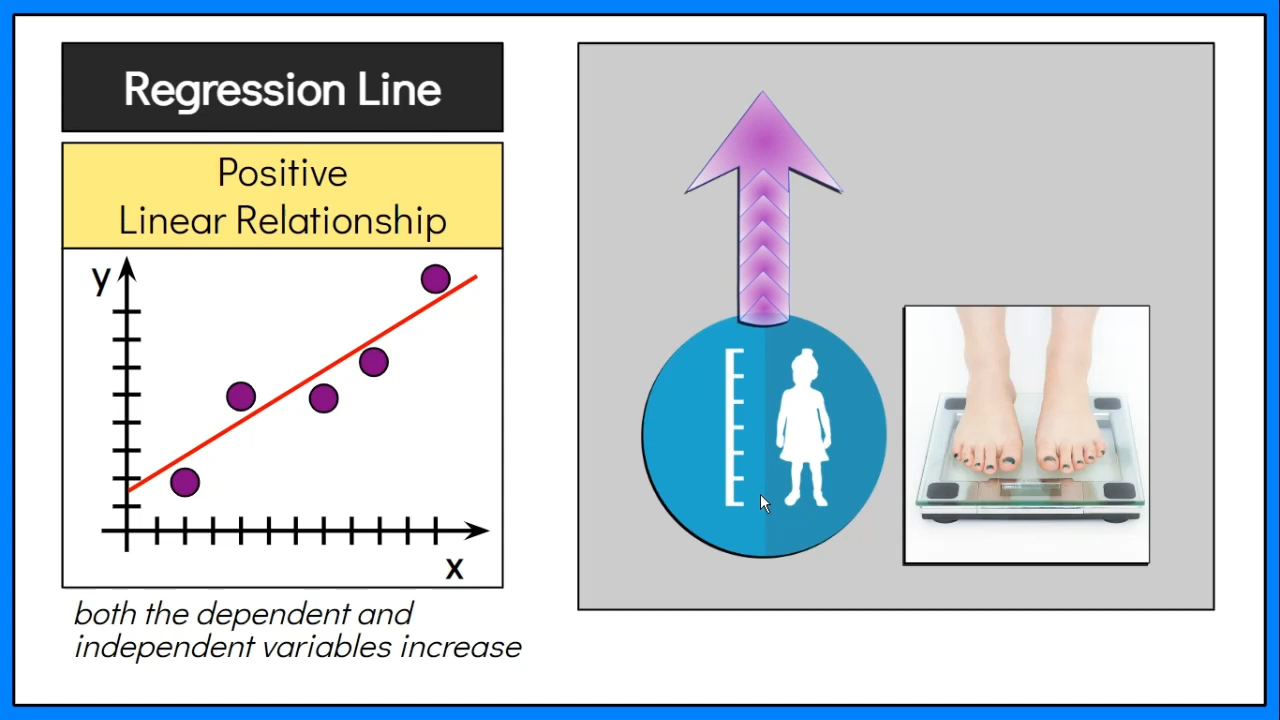 Regression Line
Positive
Linear Relationship
y
x
both the dependent and
independent variables increase